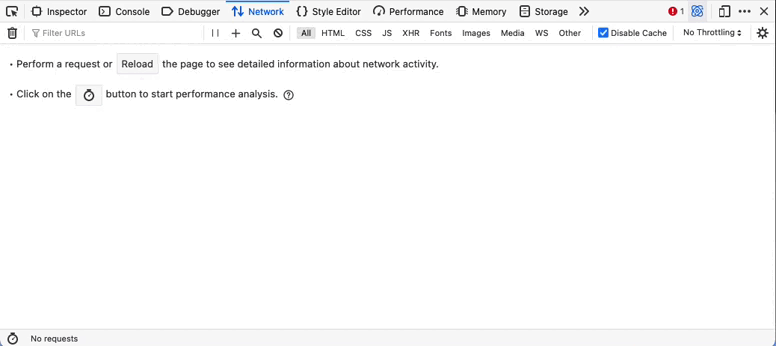 Inspector Console Debugger Network Style Editor Performance Memory Storage 1
Filter URLs All HTML CSS JS XHR Fonts Images Media WS Other Disable Cache No Throttling
• Perform a request or Reload the page to see detailed information about network activity.
• Click on the button to start performance analysis.
No requests